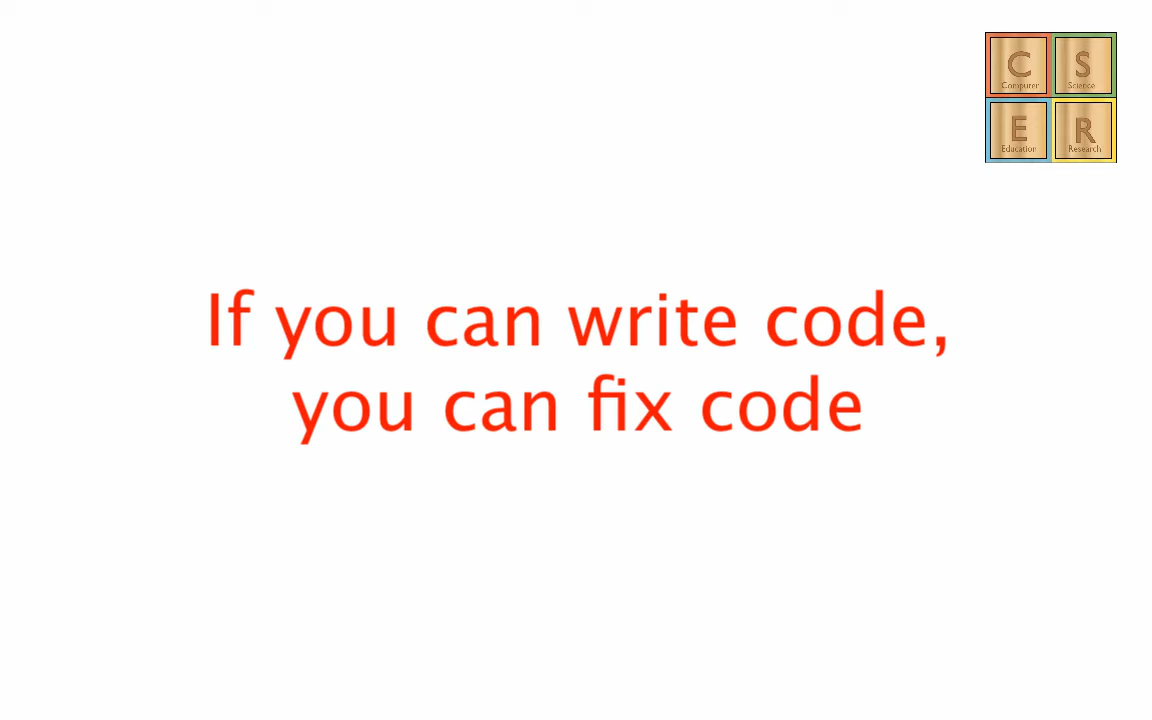 C S
Computer Science
E R
Education Research
If you can write code,
you can fix code